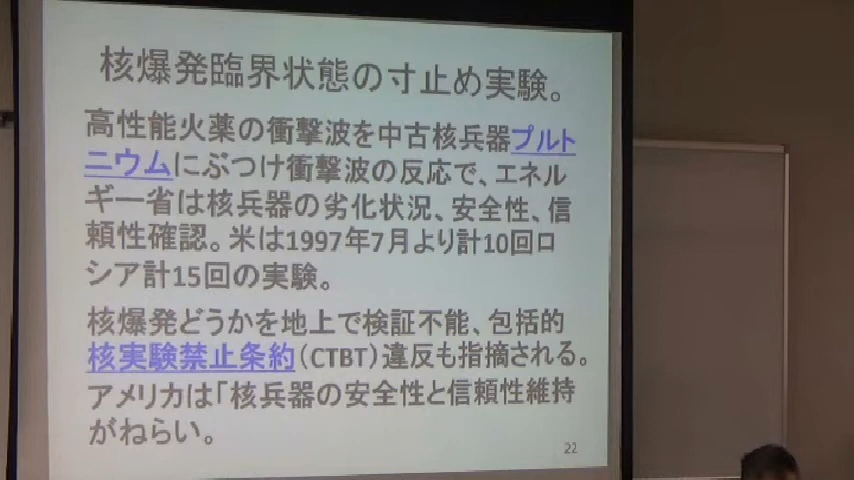 核爆発臨界状態の寸止め実験。
高性能火薬の衝撃波を中古核兵器プルト
ニウムにぶつけ衝撃波の反応で、エネル
ギー省は核兵器の劣化状況、安全性、信
頼性確認。米は1997年7月より計10回ロ
シア計15回の実験。
核爆発どうかを地上で検証不能、包括的
核実験禁止条約(CTBT)違反も指摘される。
アメリカは「核兵器の安全性と信頼性維持
がねらい。
22